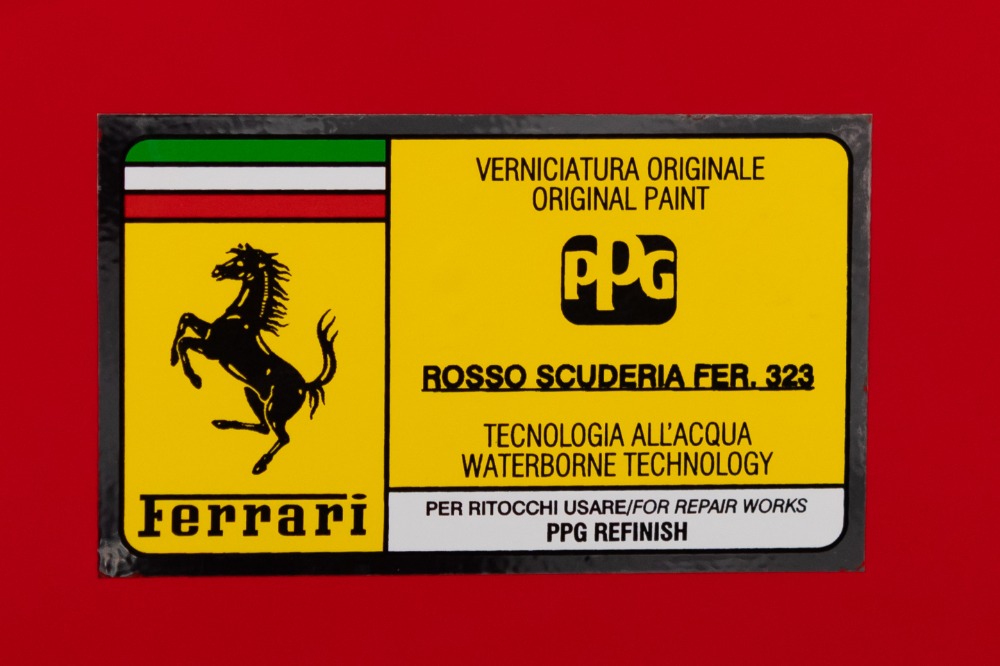 Ferrari
VERNICIATURA ORIGINALE
ORIGINAL PAINT
PPG
ROSSO SCUDERIA FER. 323
TECNOLOGIA ALL'ACQUA
WATERBORNE TECHNOLOGY
PER RITOCCHI USARE/FOR REPAIR WORKS
PPG REFINISH